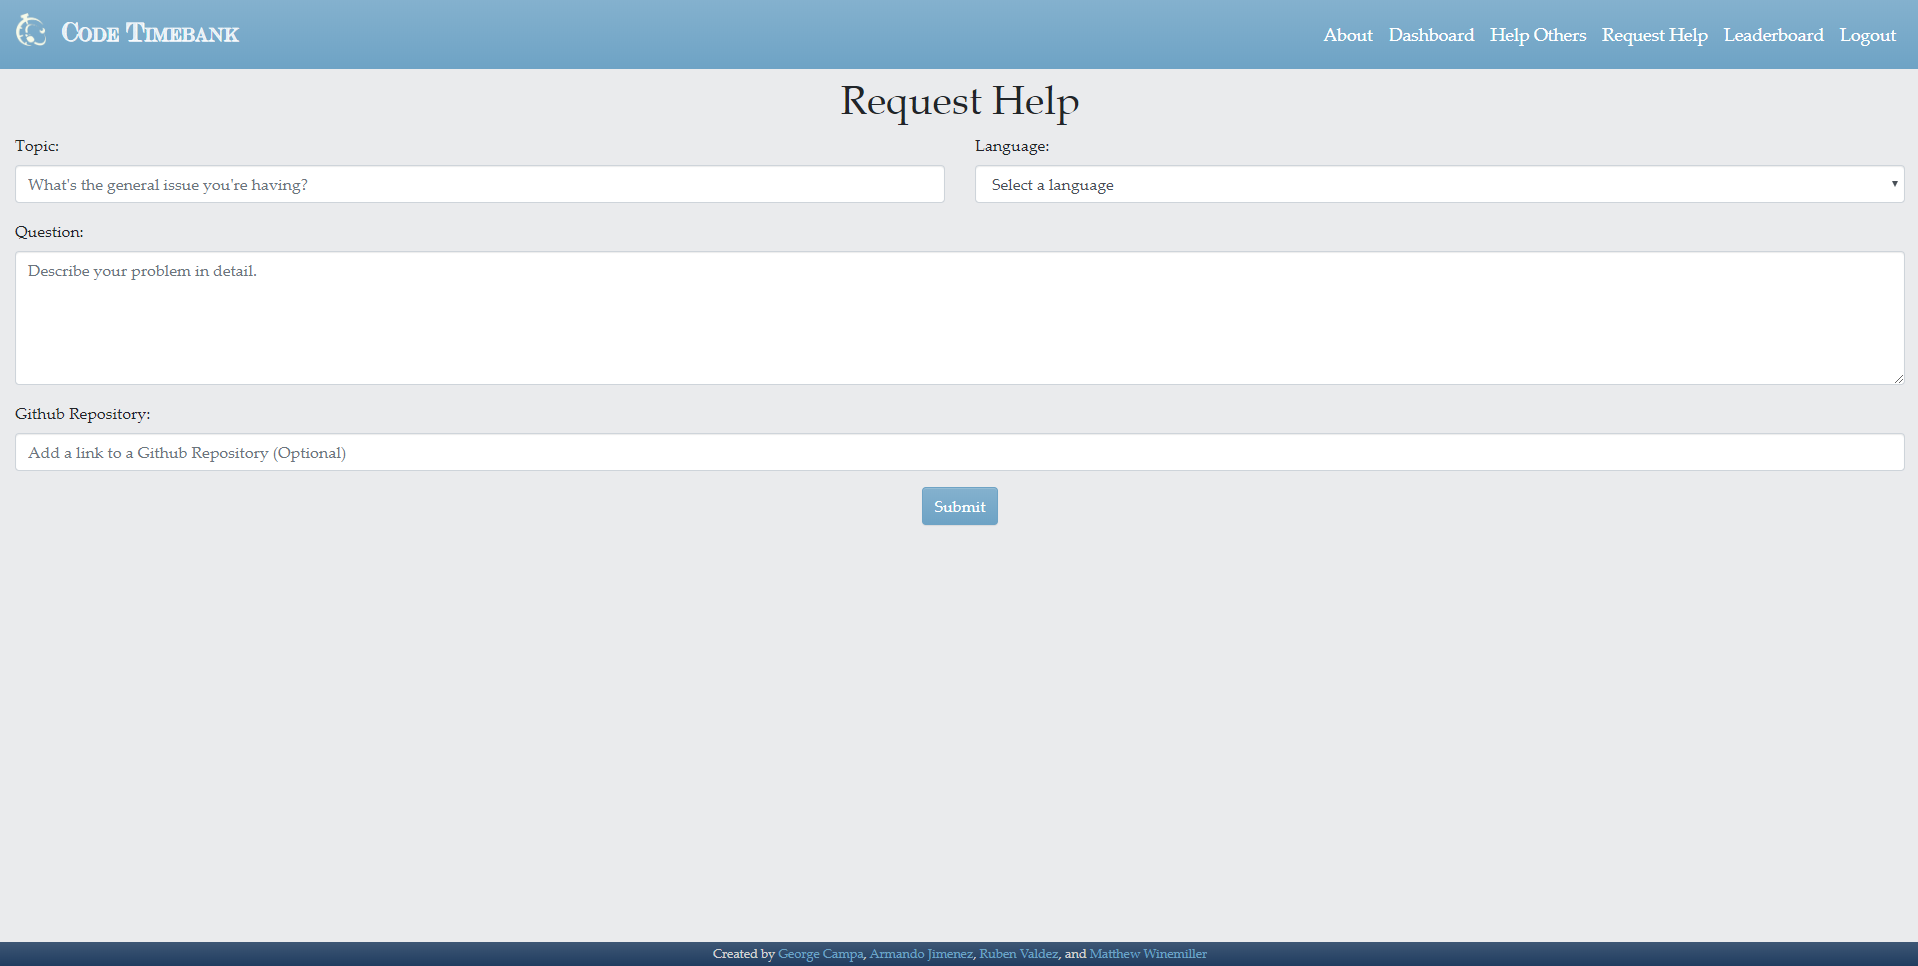 Code Timebank
About Dashboard Help Others Request Help Leaderboard Logout
Request Help
Topic: Language:
What's the general issue you're having? Select a language
Question:
Describe your problem in detail.
Github Repository:
Add a link to a Github Repository (Optional)
Submit
Created by George Campa, Armando Jimenez, Ruben Valdez, and Matthew Winemiller